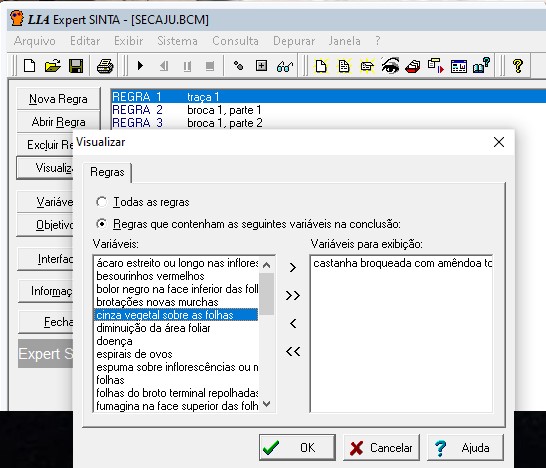 LIA Expert SINTA - [SECAJU.BCM]
Arquivo Editar Exibir Sistema Consulta Depurar Janela ?
Nova Regra
REGRA 1 traça 1
Abrir Regra
REGRA 2 broca 1, parte 1
Excluir Re
REGRA 3 broca 1, parte 2
Visualiza
Visualizar
Regras
Variáve
Todas as regras
Objetivo
Regras que contenham as seguintes variáveis na conclusão:
Variáveis:
Variáveis para exibição:
Interfac
ácaro estreito ou longo nas inflores
castanha broqueada com amêndoa to
besourinhos vermelhos
Informaç
bolor negro na face inferior das foll
brotações novas murchas
Fecha
cinza vegetal sobre as folhas
diminuição da área foliar
Expert S
doença
espirais de ovos
espuma sobre inflorescências ou n
folhas
folhas do broto terminal repolhadas
fumagina na face superior das folh
>
>>
<
<<
OK
Cancelar
? Ajuda